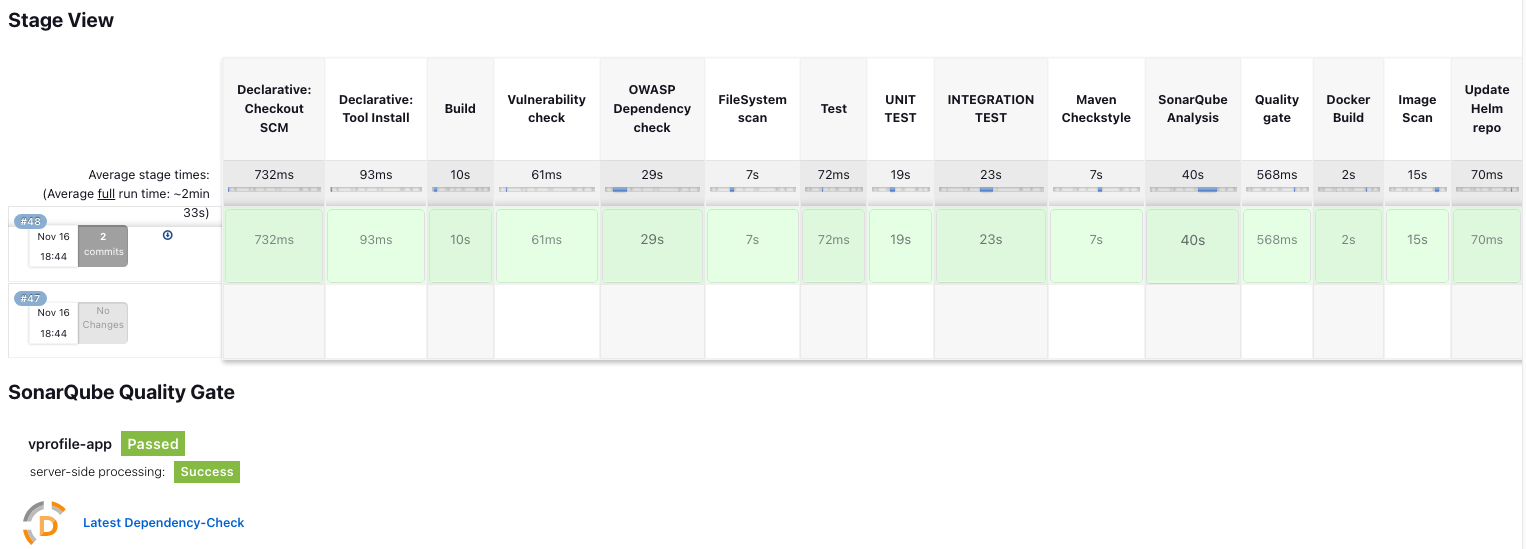 Stage View
Declarative:
Checkout
SCM
Declarative:
Tool Install
Build
Vulnerability
check
OWASP
Dependency
check
FileSystem
scan
Test
UNIT
TEST
INTEGRATION
TEST
Maven
Checkstyle
SonarQube
Analysis
Quality
gate
Docker
Build
Image
Scan
Update
Helm
repo
Average stage times:
(Average full run time: ~2min
33s)
732ms 93ms 10s 61ms 29s 7s 72ms 19s 23s 7s 40s 568ms 2s 15s 70ms
#48
Nov 16
18:44
2
commits
732ms 93ms 10s 61ms 29s 7s 72ms 19s 23s 7s 40s 568ms 2s 15s 70ms
#47
Nov 16
18:44
No
Changes
SonarQube Quality Gate
vprofile-app Passed
server-side processing: Success
D
Latest Dependency-Check